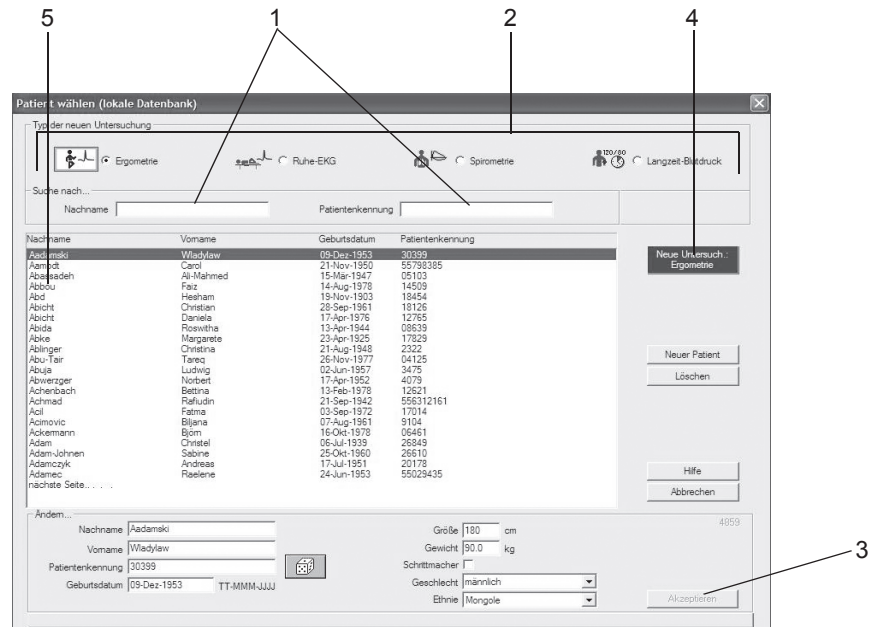 5 1 2 4
Patient wählen (lokale Datenbank)
Typ der neuen Untersuchung
Ergometrie Ruhe-EKG Spirometrie 120/80 Langzeit-Blutdruck
Suche nach...
Nachname Patientenkennung
Nachname Vorname Geburtsdatum Patientenkennung
Aadamski Wladylaw 09-Dez-1953 30399
Aamodt Carol 21-Nov-1950 55798385
Abassadeh Ali-Mahmed 15-Mär-1947 05103
Abbou Faiz 14-Aug-1978 14509
Abd Hesham 19-Nov-1903 18454
Abicht Christian 28-Sep-1961 18126
Abicht Daniela 17-Apr-1976 12765
Abida Roswitha 13-Apr-1944 08639
Abke Margarete 23-Apr-1925 17829
Ablinger Christina 21-Aug-1948 2322
Abu-Tair Tareq 26-Nov-1977 04125
Abuja Ludwig 02-Jun-1957 3475
Abwerzger Norbert 17-Apr-1952 4079
Achenbach Bettina 13-Feb-1978 12621
Achmad Rafiudin 21-Sep-1942 556312161
Acil Fatma 03-Sep-1972 17014
Acimovic Biljana 07-Aug-1961 9104
Ackermann Björn 16-Okt-1978 06461
Adam Christel 06-Jul-1939 26849
Adam-Johnen Sabine 25-Okt-1960 26610
Adamczyk Andreas 17-Jul-1951 20178
Adamec Raelene 24-Jun-1953 55029435
nächste Seite.. . . .
Neue Untersuch.:
Ergometrie
Neuer Patient
Löschen
Hilfe
Abbrechen
Ändern...
4859
Nachname Aadamski
Vorname Wladylaw
Patientenkennung 30399
Geburtsdatum 09-Dez-1953 TT-MMM-JJJJ
Größe 180 cm
Gewicht 90.0 kg
Schrittmacher
Geschlecht männlich
Ethnie Mongole
Akzeptieren
3